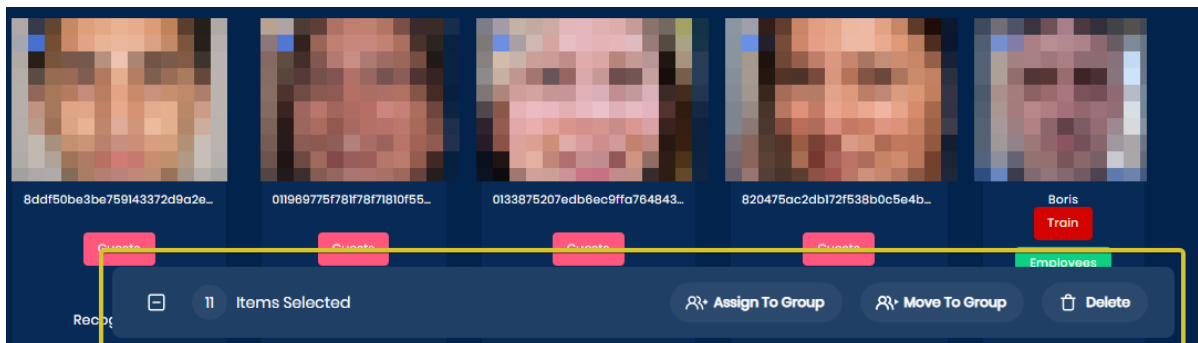 8ddf50be3be759143372d9a2e...
011969775f781f78f71810f55...
0133875207edb6ec9ffa764843...
820475ac2db172f538b0c5e4b...
Boris
Train
Guests
Guests
Guests
Guests
Employees
11 Items Selected
Assign To Group
Move To Group
Delete